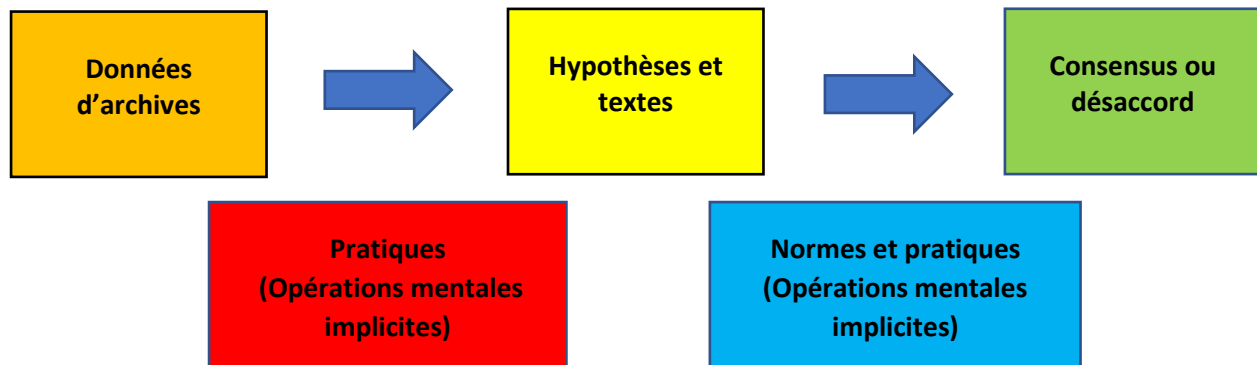 Données
d’archives
Hypothèses et
textes
Consensus ou
désaccord
Pratiques
(Opérations mentales
implicites)
Normes et pratiques
(Opérations mentales
implicites)